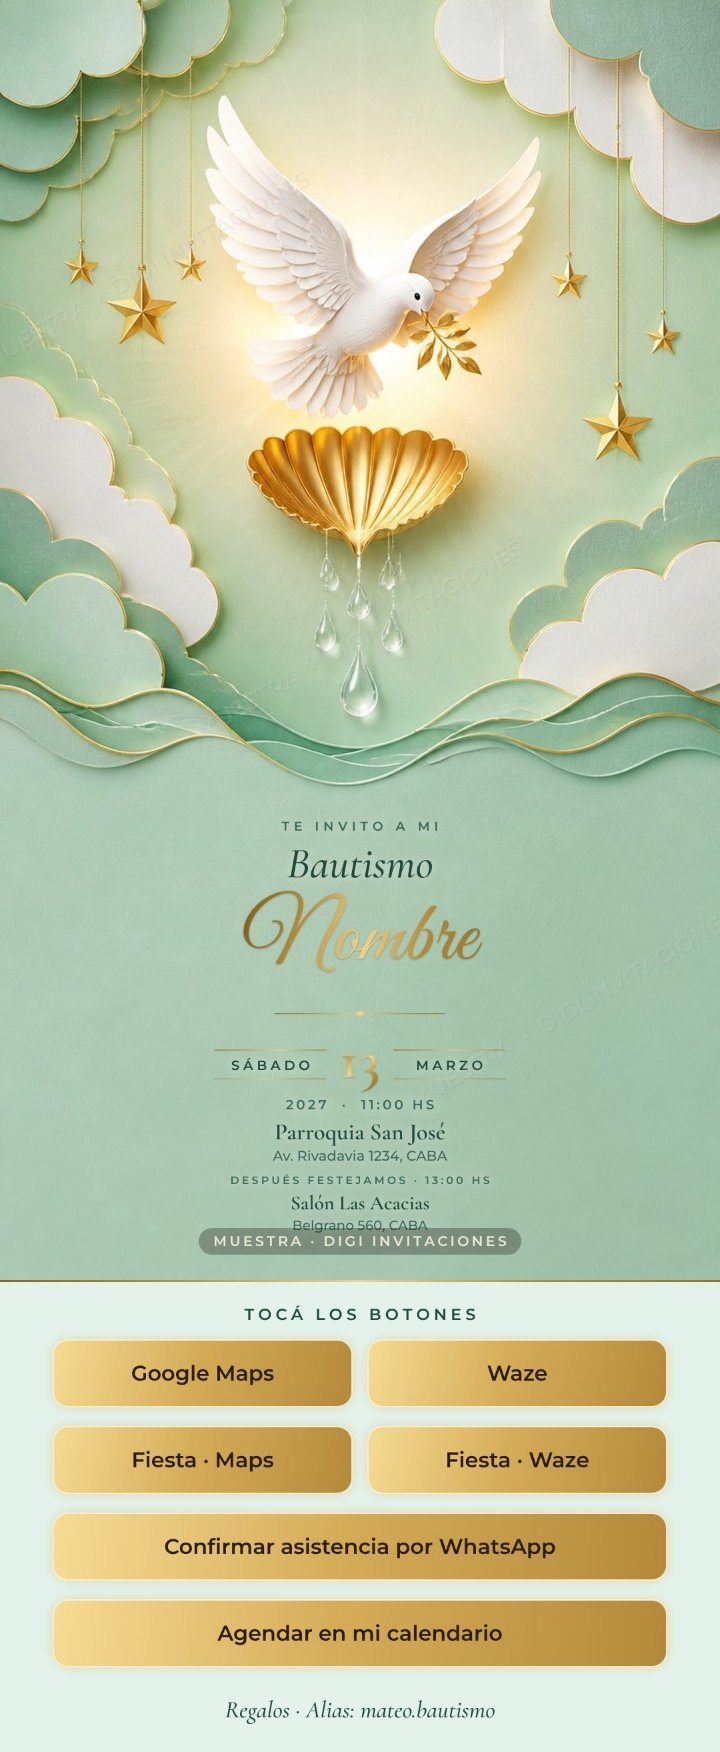 TE INVITO A MI
Bautismo
Nombre
SÁBADO 13 MARZO
2027 · 11:00 HS
Parroquia San José
Av. Rivadavia 1234, CABA
DESPUÉS FESTEJAMOS · 13:00 HS
Salón Las Acacias
Belgrano 560, CABA
MUESTRA · DIGI INVITACIONES
TOCÁ LOS BOTONES
Google Maps
Waze
Fiesta · Maps
Fiesta · Waze
Confirmar asistencia por WhatsApp
Agendar en mi calendario
Regalos · Alias: mateo.bautismo